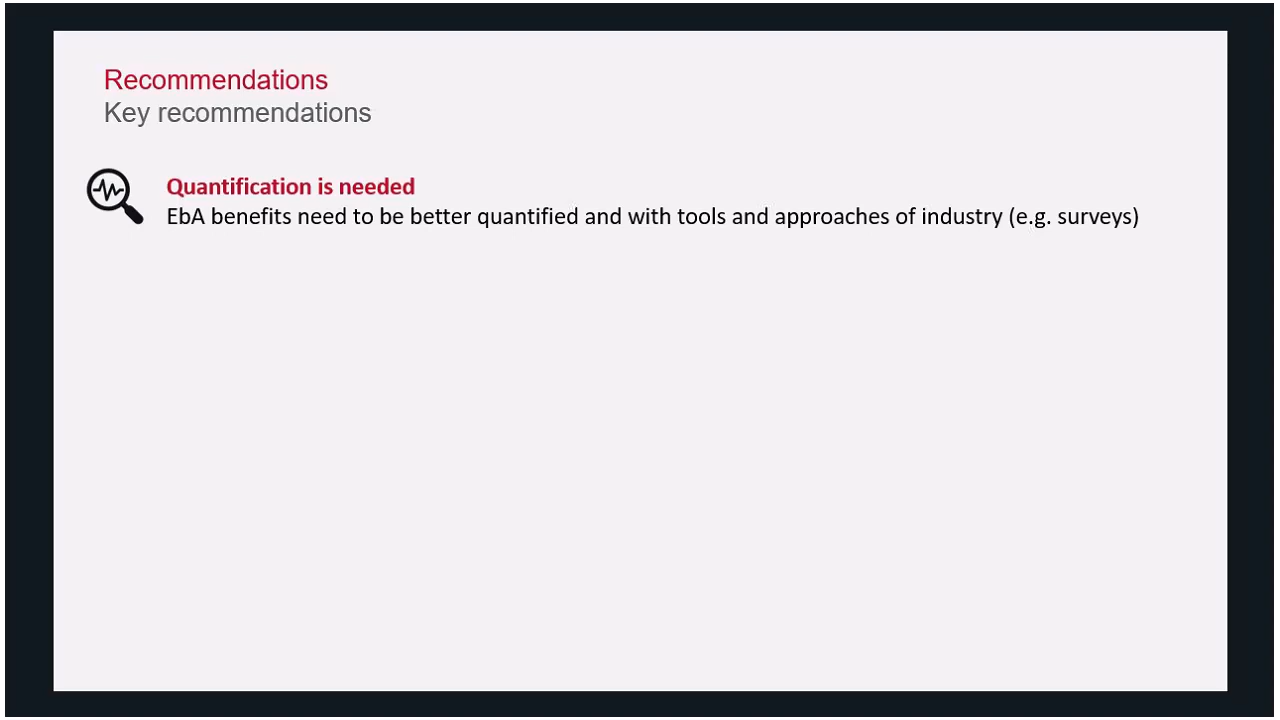 Recommendations
Key recommendations
Quantification is needed
EbA benefits need to be better quantified and with tools and approaches of industry (e.g. surveys)